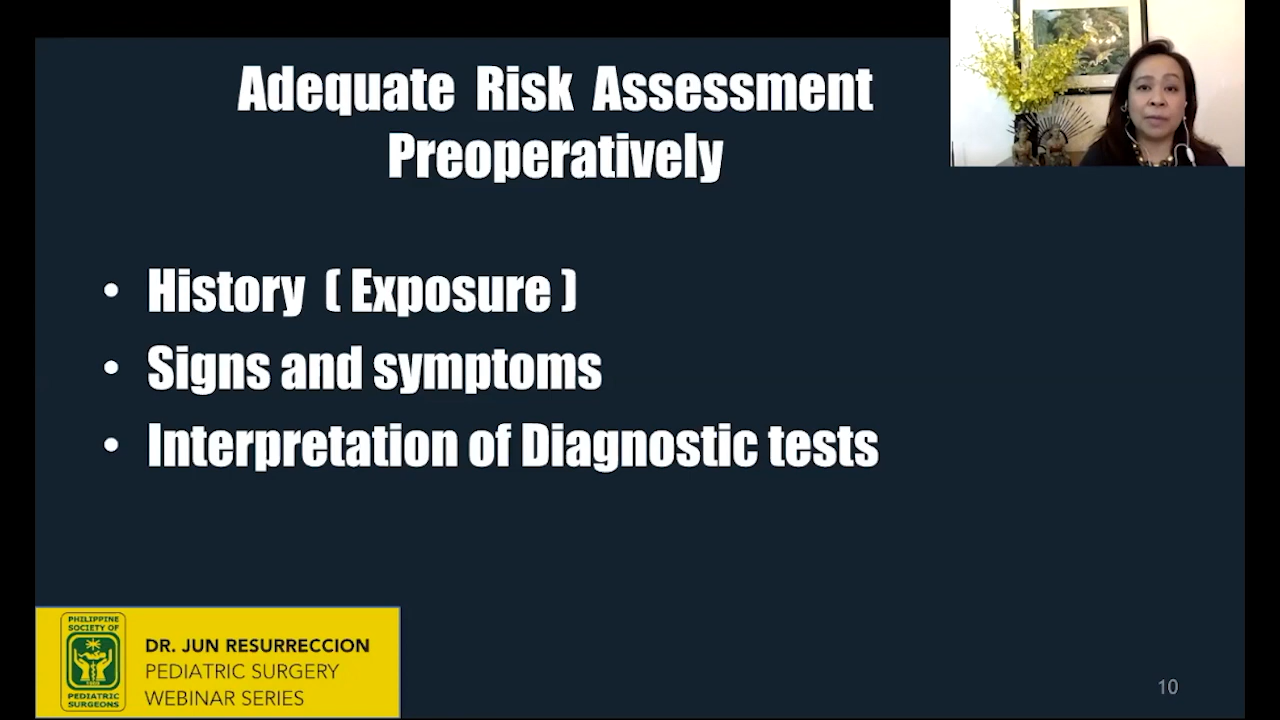 Adequate Risk Assessment
Preoperatively
• History ( Exposure )
• Signs and symptoms
• Interpretation of Diagnostic tests
PHILIPPINE
SOCIETY OF
PEDIATRIC
SURGEONS
DR. JUN RESURRECCION
PEDIATRIC SURGERY
WEBINAR SERIES
10